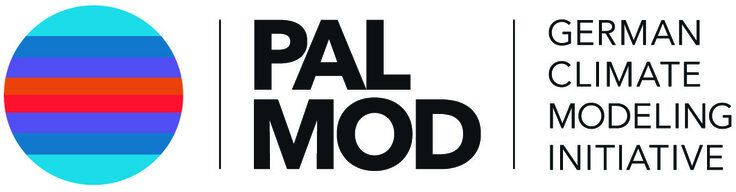 PAL
MOD
GERMAN
CLIMATE
MODELING
INITIATIVE